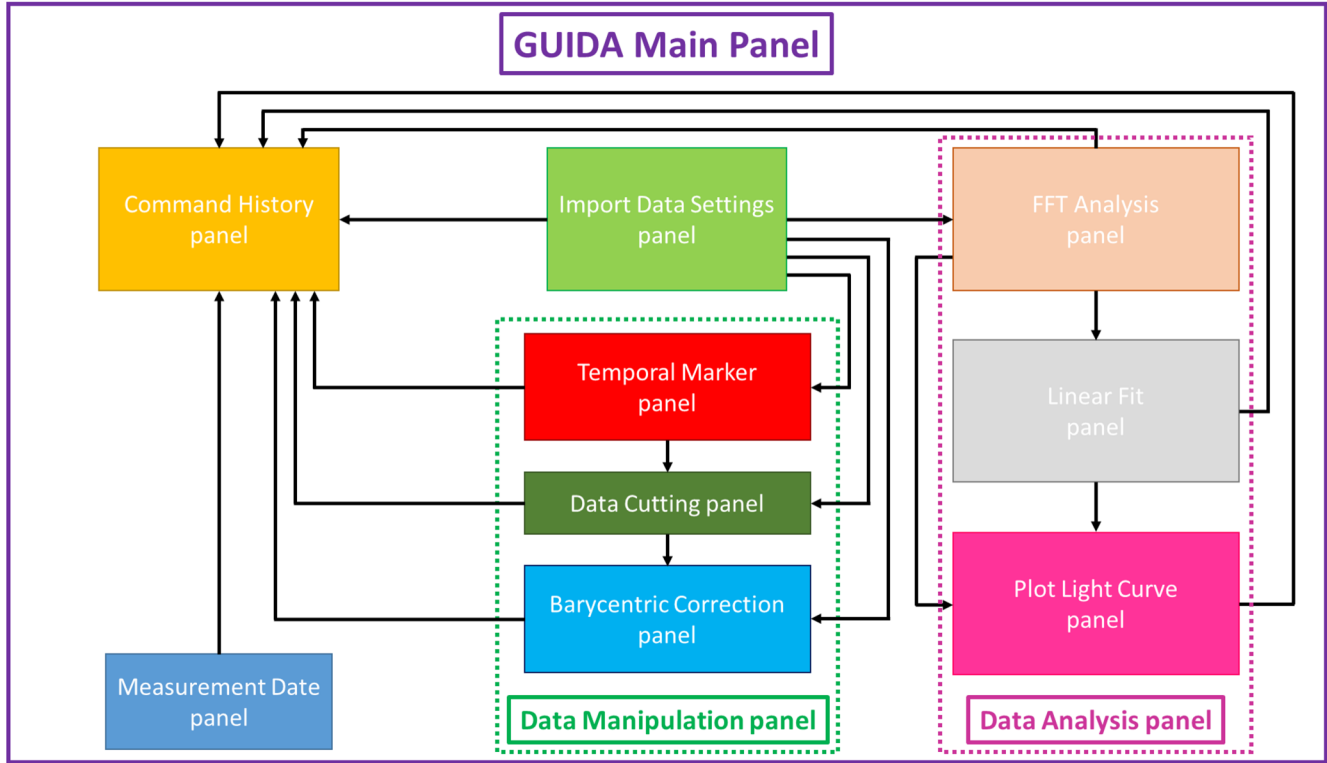 GUIDA Main Panel
Command History
panel
Import Data Settings
panel
FFT Analysis
panel
Temporal Marker
panel
Linear Fit
panel
Data Cutting panel
Barycentric Correction
panel
Plot Light Curve
panel
Measurement Date
panel
Data Manipulation panel
Data Analysis panel